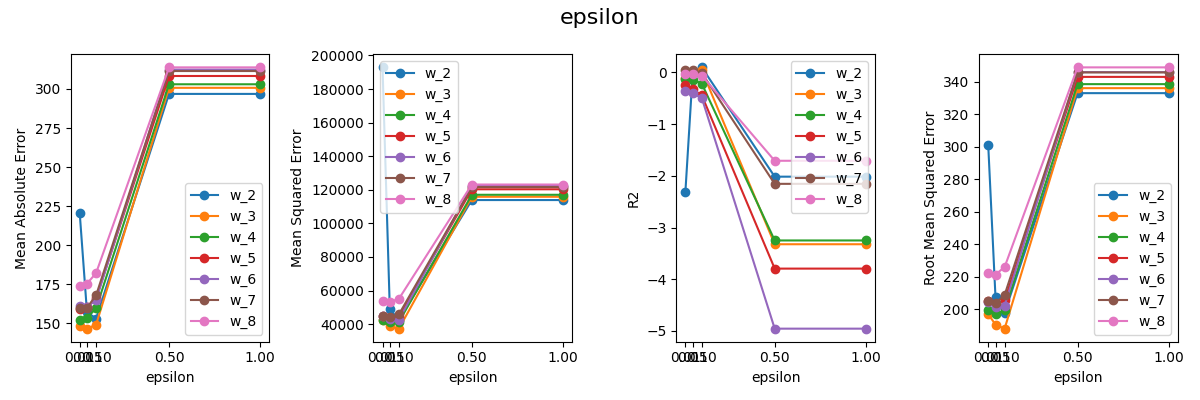 epsilon
Mean Absolute Error
300
275
250
225
200
175
150
w_2
w_3
w_4
w_5
w_6
w_7
w_8
0.50
1.00
epsilon
Mean Squared Error
200000
180000
160000
140000
120000
100000
80000
60000
40000
w_2
w_3
w_4
w_5
w_6
w_7
w_8
0.50
1.00
epsilon
R2
0
−1
−2
−3
−4
−5
w_2
w_3
w_4
w_5
w_6
w_7
w_8
0.50
1.00
epsilon
Root Mean Squared Error
340
320
300
280
260
240
220
200
w_2
w_3
w_4
w_5
w_6
w_7
w_8
0.50
1.00
epsilon